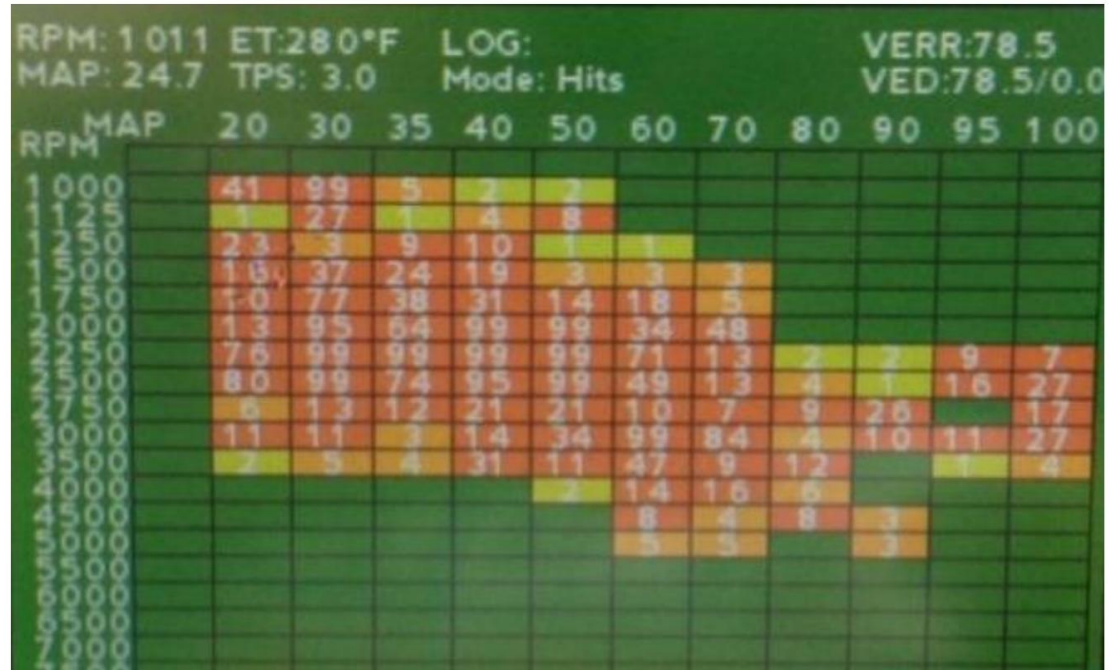 RPM: 1011 ET:280°F LOG: VERR:78.5
MAP: 24.7 TPS: 3.0 Mode: Hits VED:78.5/0.0
MAP 20 30 35 40 50 60 70 80 90 95 100
RPM
1000 41 99 5 2 2
1125 1 27 1 4 8
1250 23 3 9 10 1 1
1500 16 37 24 19 3 3 3
1750 10 77 38 31 14 18 5
2000 13 95 64 99 99 34 48
2250 76 99 99 99 99 71 13 2 2 9 7
2500 80 99 74 95 99 49 13 4 1 16 27
2750 6 13 12 21 21 10 7 9 26 17
3000 11 11 3 14 34 99 84 4 10 11 27
3500 2 5 4 31 11 47 9 12 1 4
4000 2 14 16 6
4500 8 4 8 3
5000 5 5 3
5500
6000
6500
7000